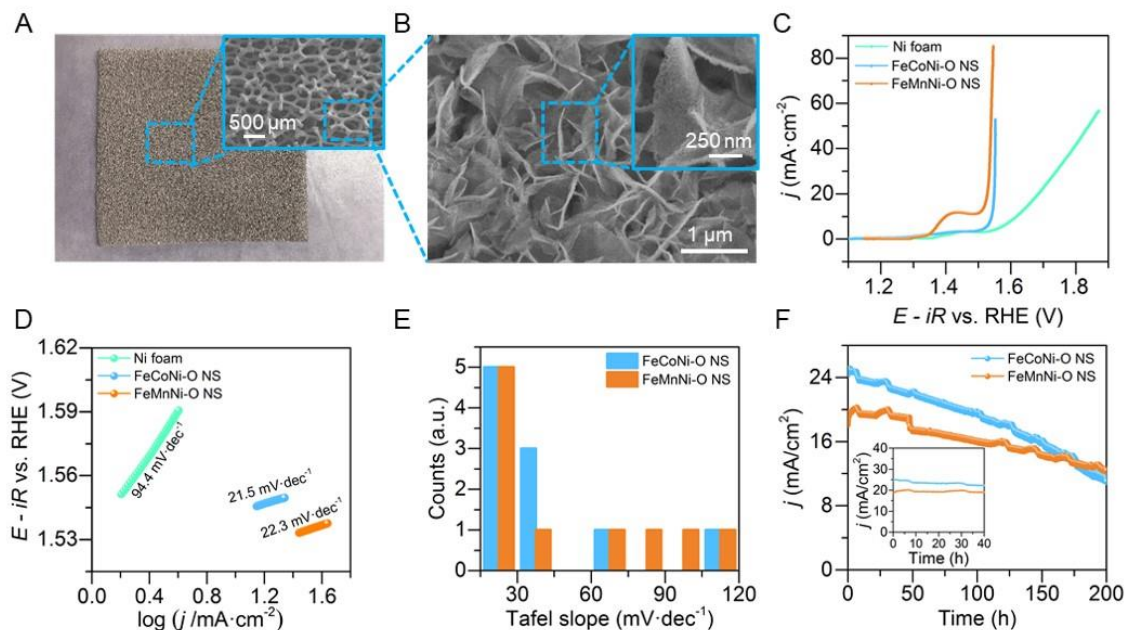 A
500 µm
B
250 nm
1 µm
C
j (mA·cm⁻²)
80
60
40
20
0
Ni foam
FeCoNi-O NS
FeMnNi-O NS
1.2
1.4
1.6
1.8
E - iR vs. RHE (V)
D
E - iR vs. RHE (V)
1.62
1.59
1.56
1.53
Ni foam
FeCoNi-O NS
FeMnNi-O NS
94.4 mV·dec⁻¹
21.5 mV·dec⁻¹
22.3 mV·dec⁻¹
0.0
0.4
0.8
1.2
1.6
2.0
log (j /mA·cm⁻²)
E
Counts (a.u.)
5
4
3
2
1
0
FeCoNi-O NS
FeMnNi-O NS
30
60
90
120
Tafel slope (mV·dec⁻¹)
F
j (mA/cm²)
24
16
8
0
FeCoNi-O NS
FeMnNi-O NS
j (mA/cm²)
40
30
20
10
0
0
10
20
30
40
Time (h)
0
50
100
150
200
Time (h)